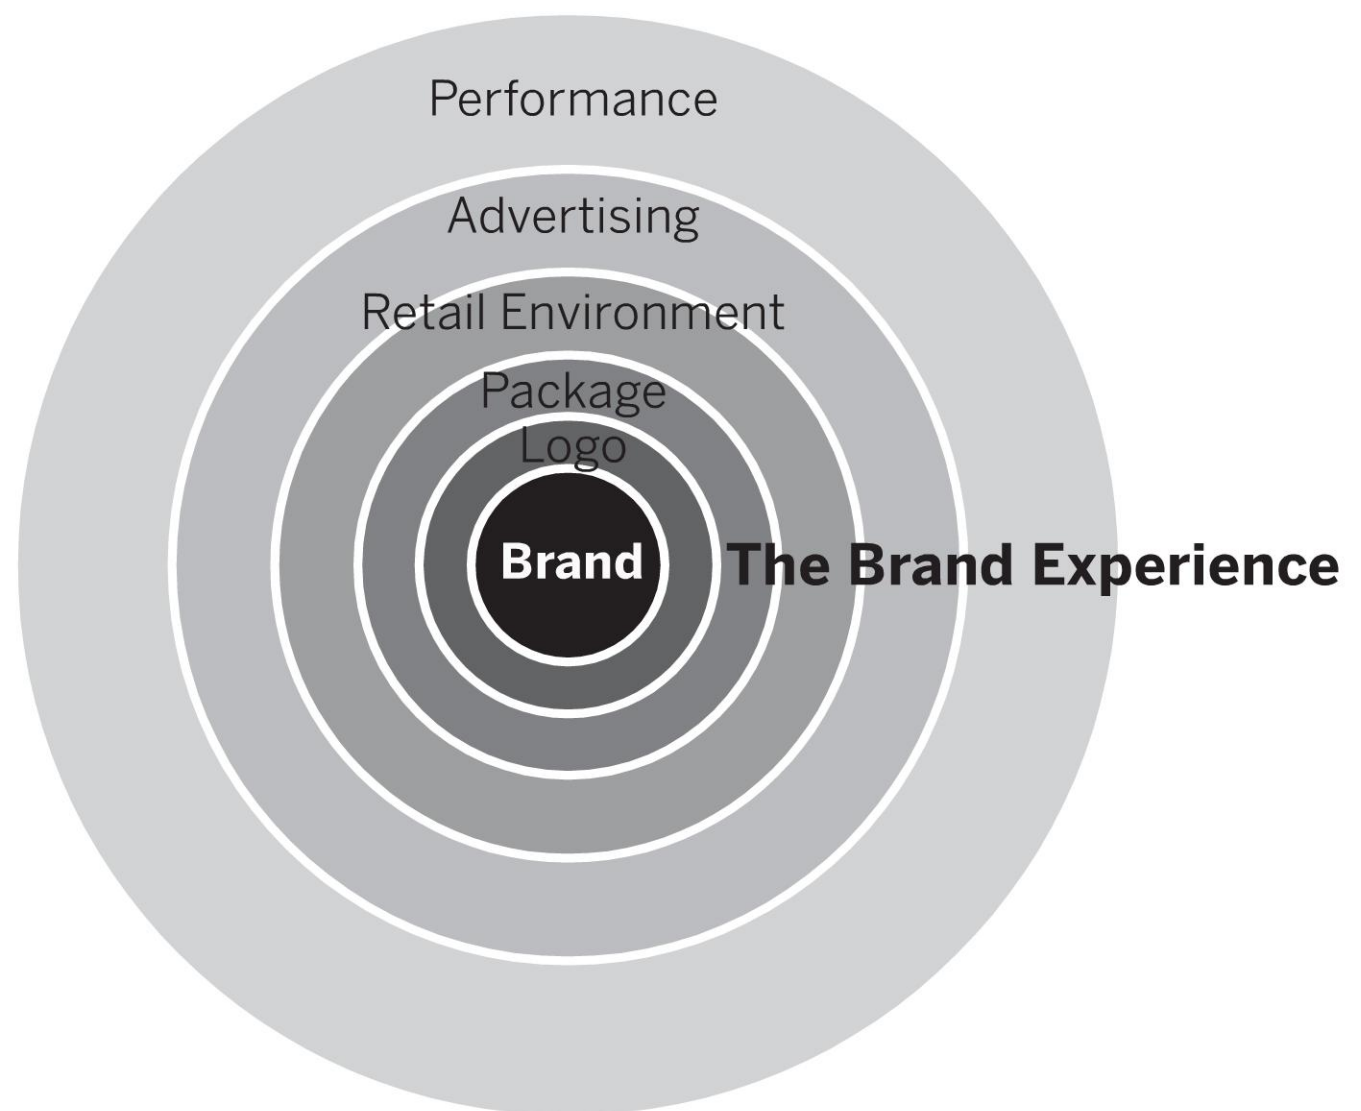 Performance
Advertising
Retail Environment
Package
Logo
Brand
The Brand Experience